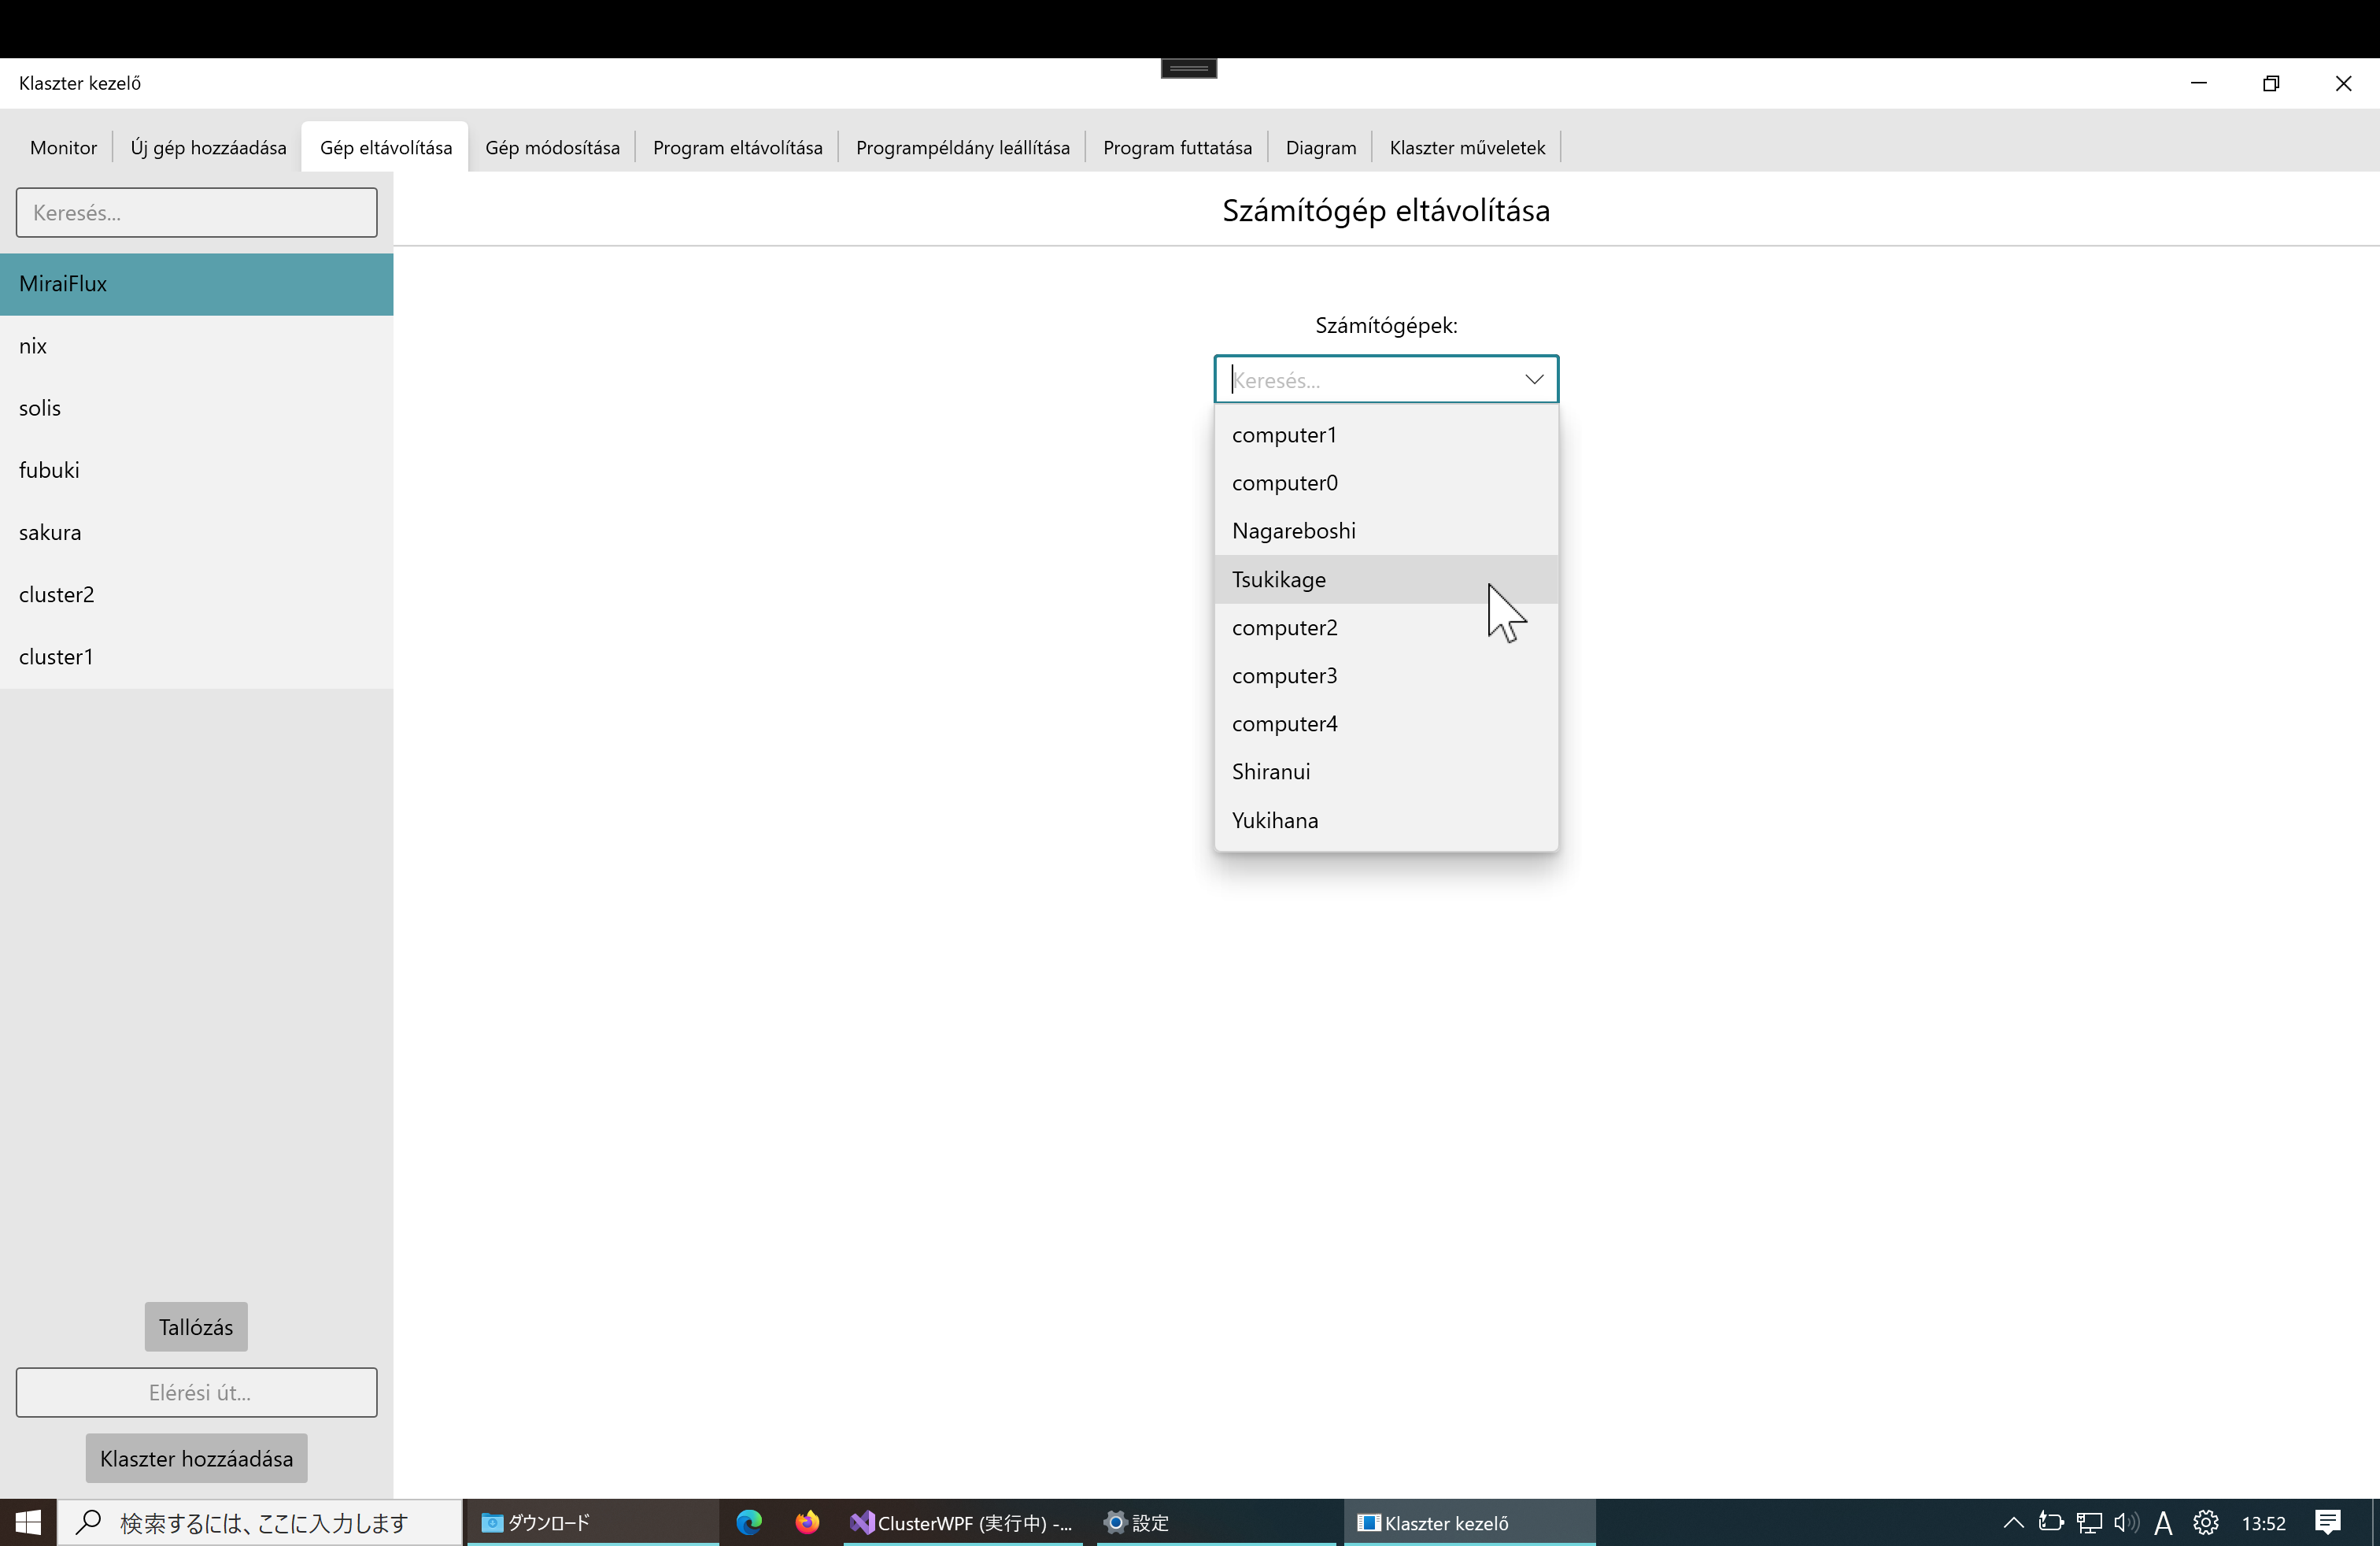 Klaszter kezelő
Monitor
Új gép hozzáadása
Gép eltávolítása
Gép módosítása
Program eltávolítása
Programpéldány leállítása
Program futtatása
Diagram
Klaszter műveletek
Keresés...
MiraiFlux
nix
solis
fubuki
sakura
cluster2
cluster1
Tallózás
Elérési út...
Klaszter hozzáadása
Számítógép eltávolítása
Számítógépek:
Keresés...
computer1
computer0
Nagareboshi
Tsukikage
computer2
computer3
computer4
Shiranui
Yukihana
検索するには、ここに入力します
ダウンロード
ClusterWPF (実行中) -...
設定
Klaszter kezelő
A
13:52